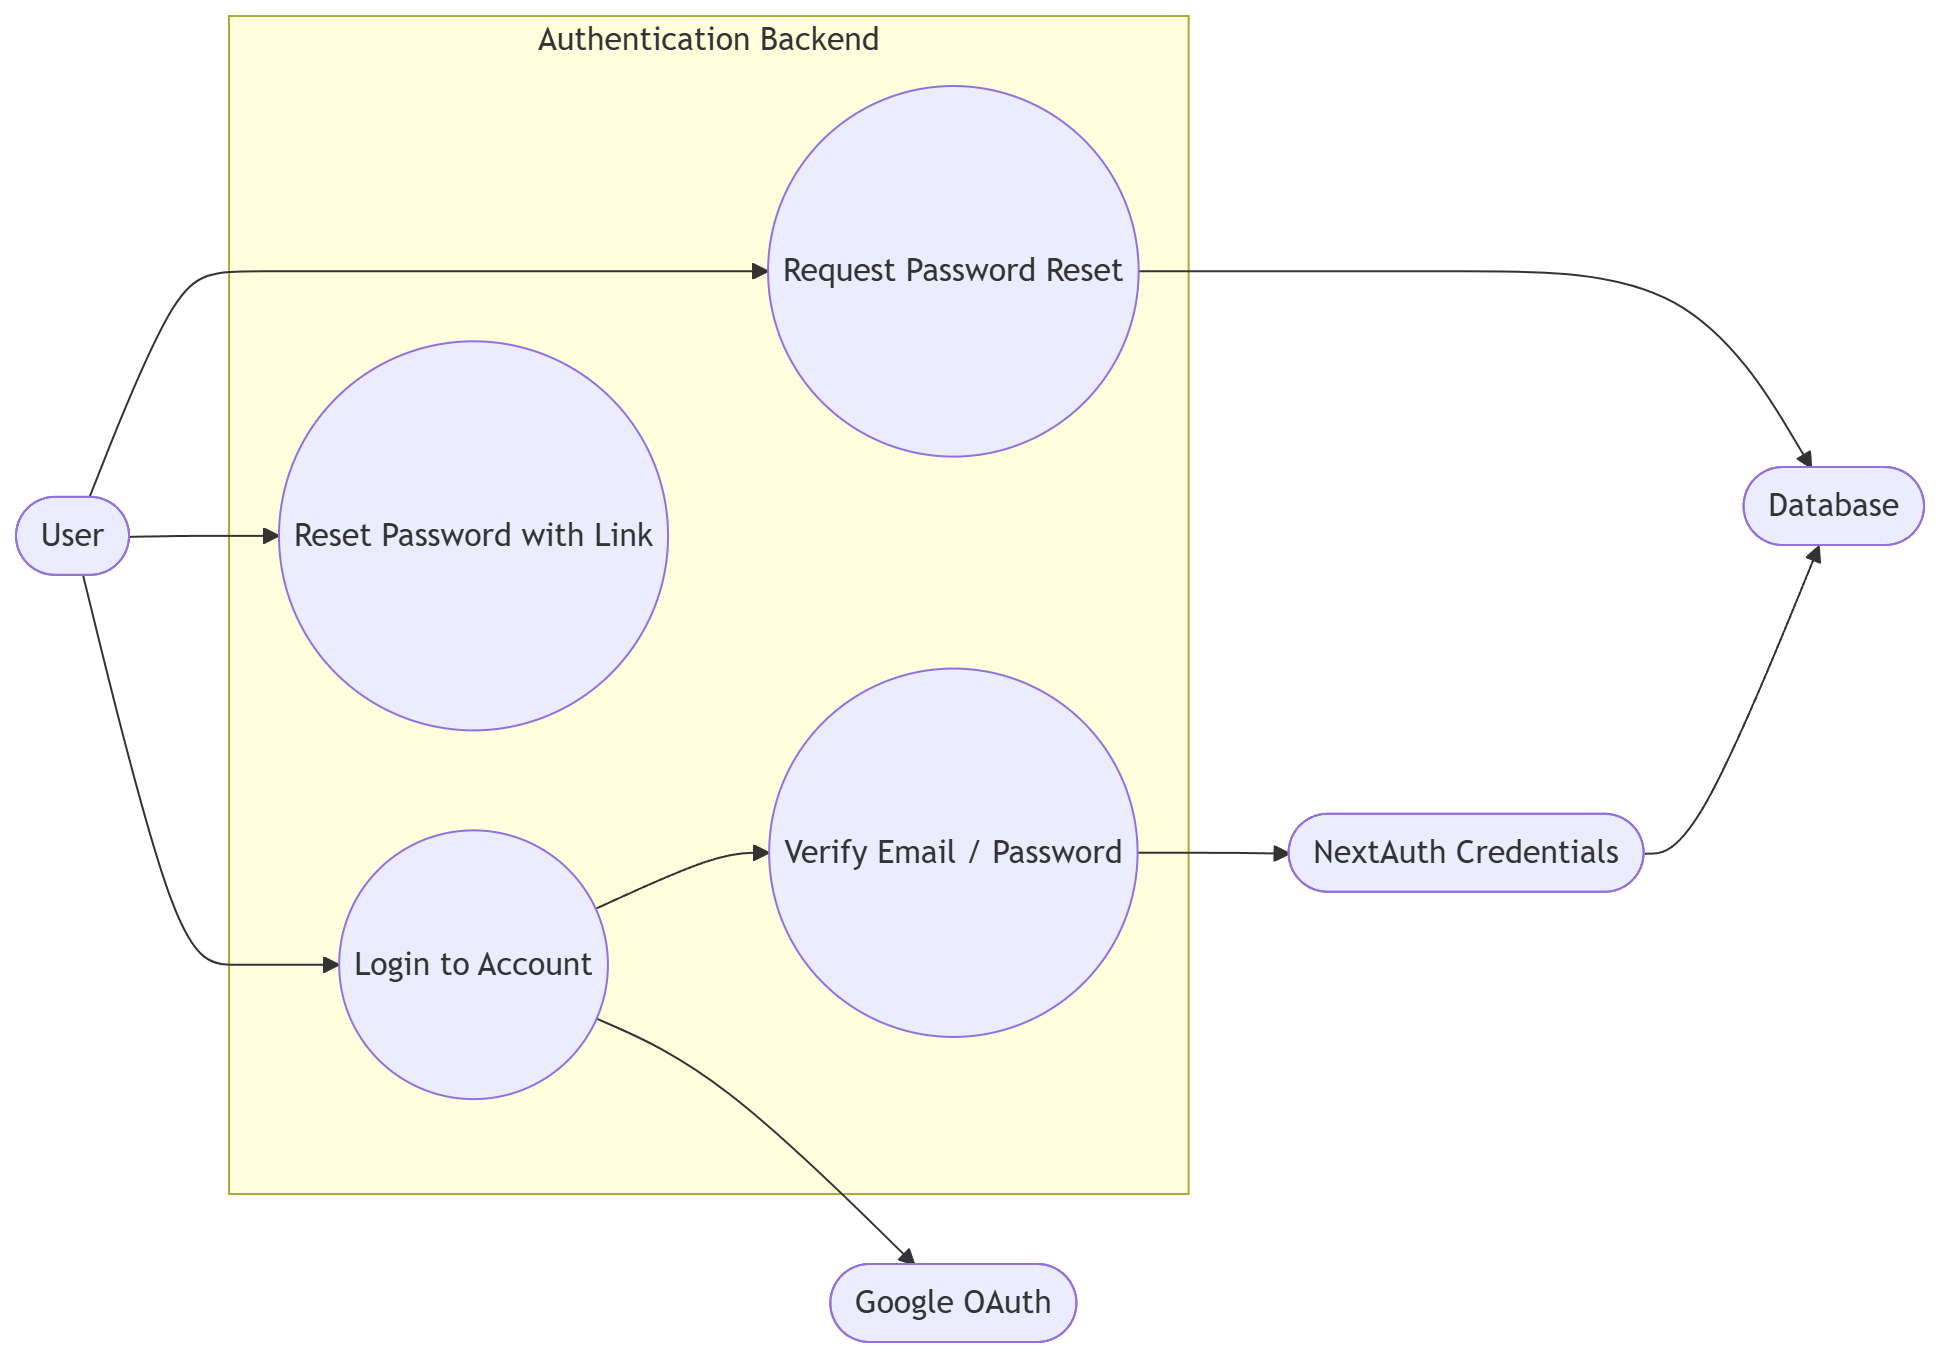 Authentication Backend
Request Password Reset
User
Reset Password with Link
Database
Verify Email / Password
NextAuth Credentials
Login to Account
Google OAuth